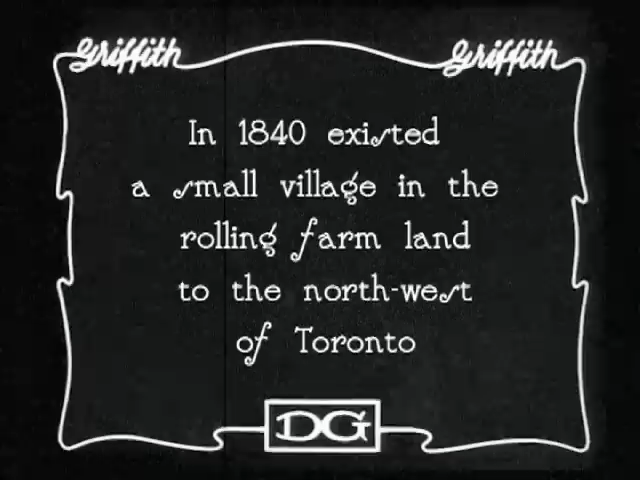 Griffith Griffith
In 1840 existed
a small village in the
rolling farm land
to the north-west
of Toronto
DG